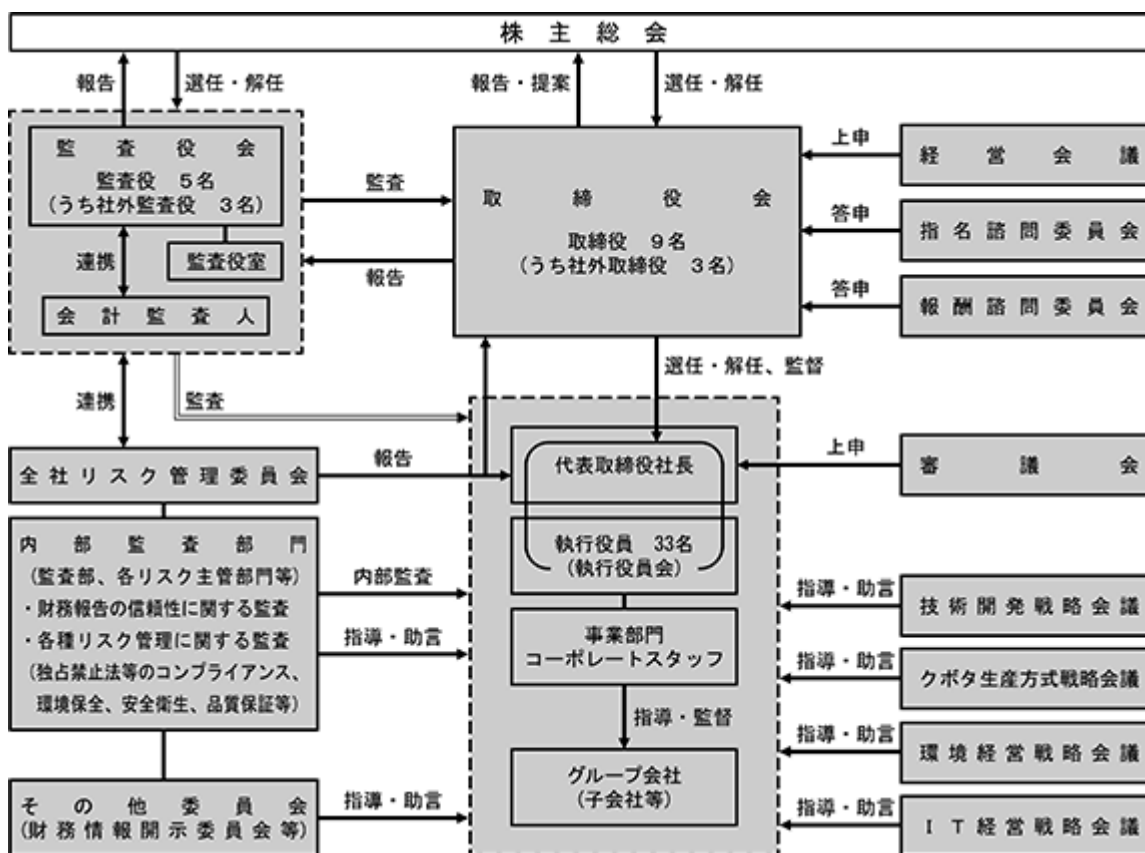 株主総会
報告
選任・解任
報告・提案
選任・解任
監査役会
監査役 5名
(うち社外監査役 3名)
連携
監査役室
会計監査人
監査
報告
取締役会
取締役 9名
(うち社外取締役 3名)
上申
経営会議
答申
指名諮問委員会
答申
報酬諮問委員会
連携
監査
選任・解任、監督
全社リスク管理委員会
報告
代表取締役社長
上申
審議会
執行役員 33名
(執行役員会)
内部監査部門
(監査部、各リスク主管部門等)
・財務報告の信頼性に関する監査
・各種リスク管理に関する監査
(独占禁止法等のコンプライアンス、
環境保全、安全衛生、品質保証等)
内部監査
指導・助言
事業部門
コーポレートスタッフ
指導・監督
グループ会社
(子会社等)
指導・助言
技術開発戦略会議
指導・助言
クボタ生産方式戦略会議
指導・助言
環境経営戦略会議
指導・助言
IT経営戦略会議
その他委員会
(財務情報開示委員会等)
指導・助言